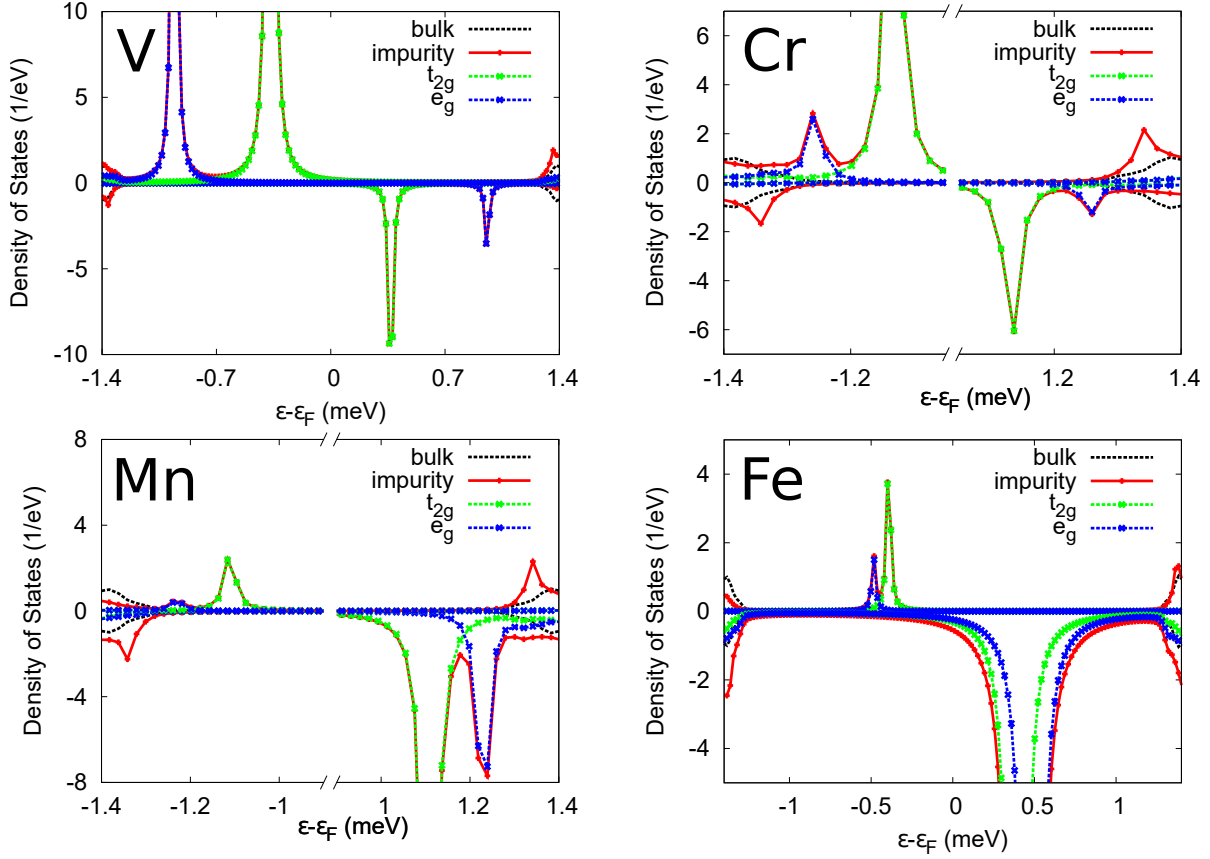 V
bulk
impurity
t2g
eg
Density of States (1/eV)
10
5
0
-5
-10
-1.4
-0.7
0
0.7
1.4
ε-εF (meV)
Cr
bulk
impurity
t2g
eg
Density of States (1/eV)
6
4
2
0
-2
-4
-6
-1.4
-1.2
1.2
1.4
ε-εF (meV)
Mn
bulk
impurity
t2g
eg
Density of States (1/eV)
8
4
0
-4
-8
-1.4
-1.2
-1
1
1.2
1.4
ε-εF (meV)
Fe
bulk
impurity
t2g
eg
Density of States (1/eV)
4
2
0
-2
-4
-1
-0.5
0
0.5
1
ε-εF (meV)